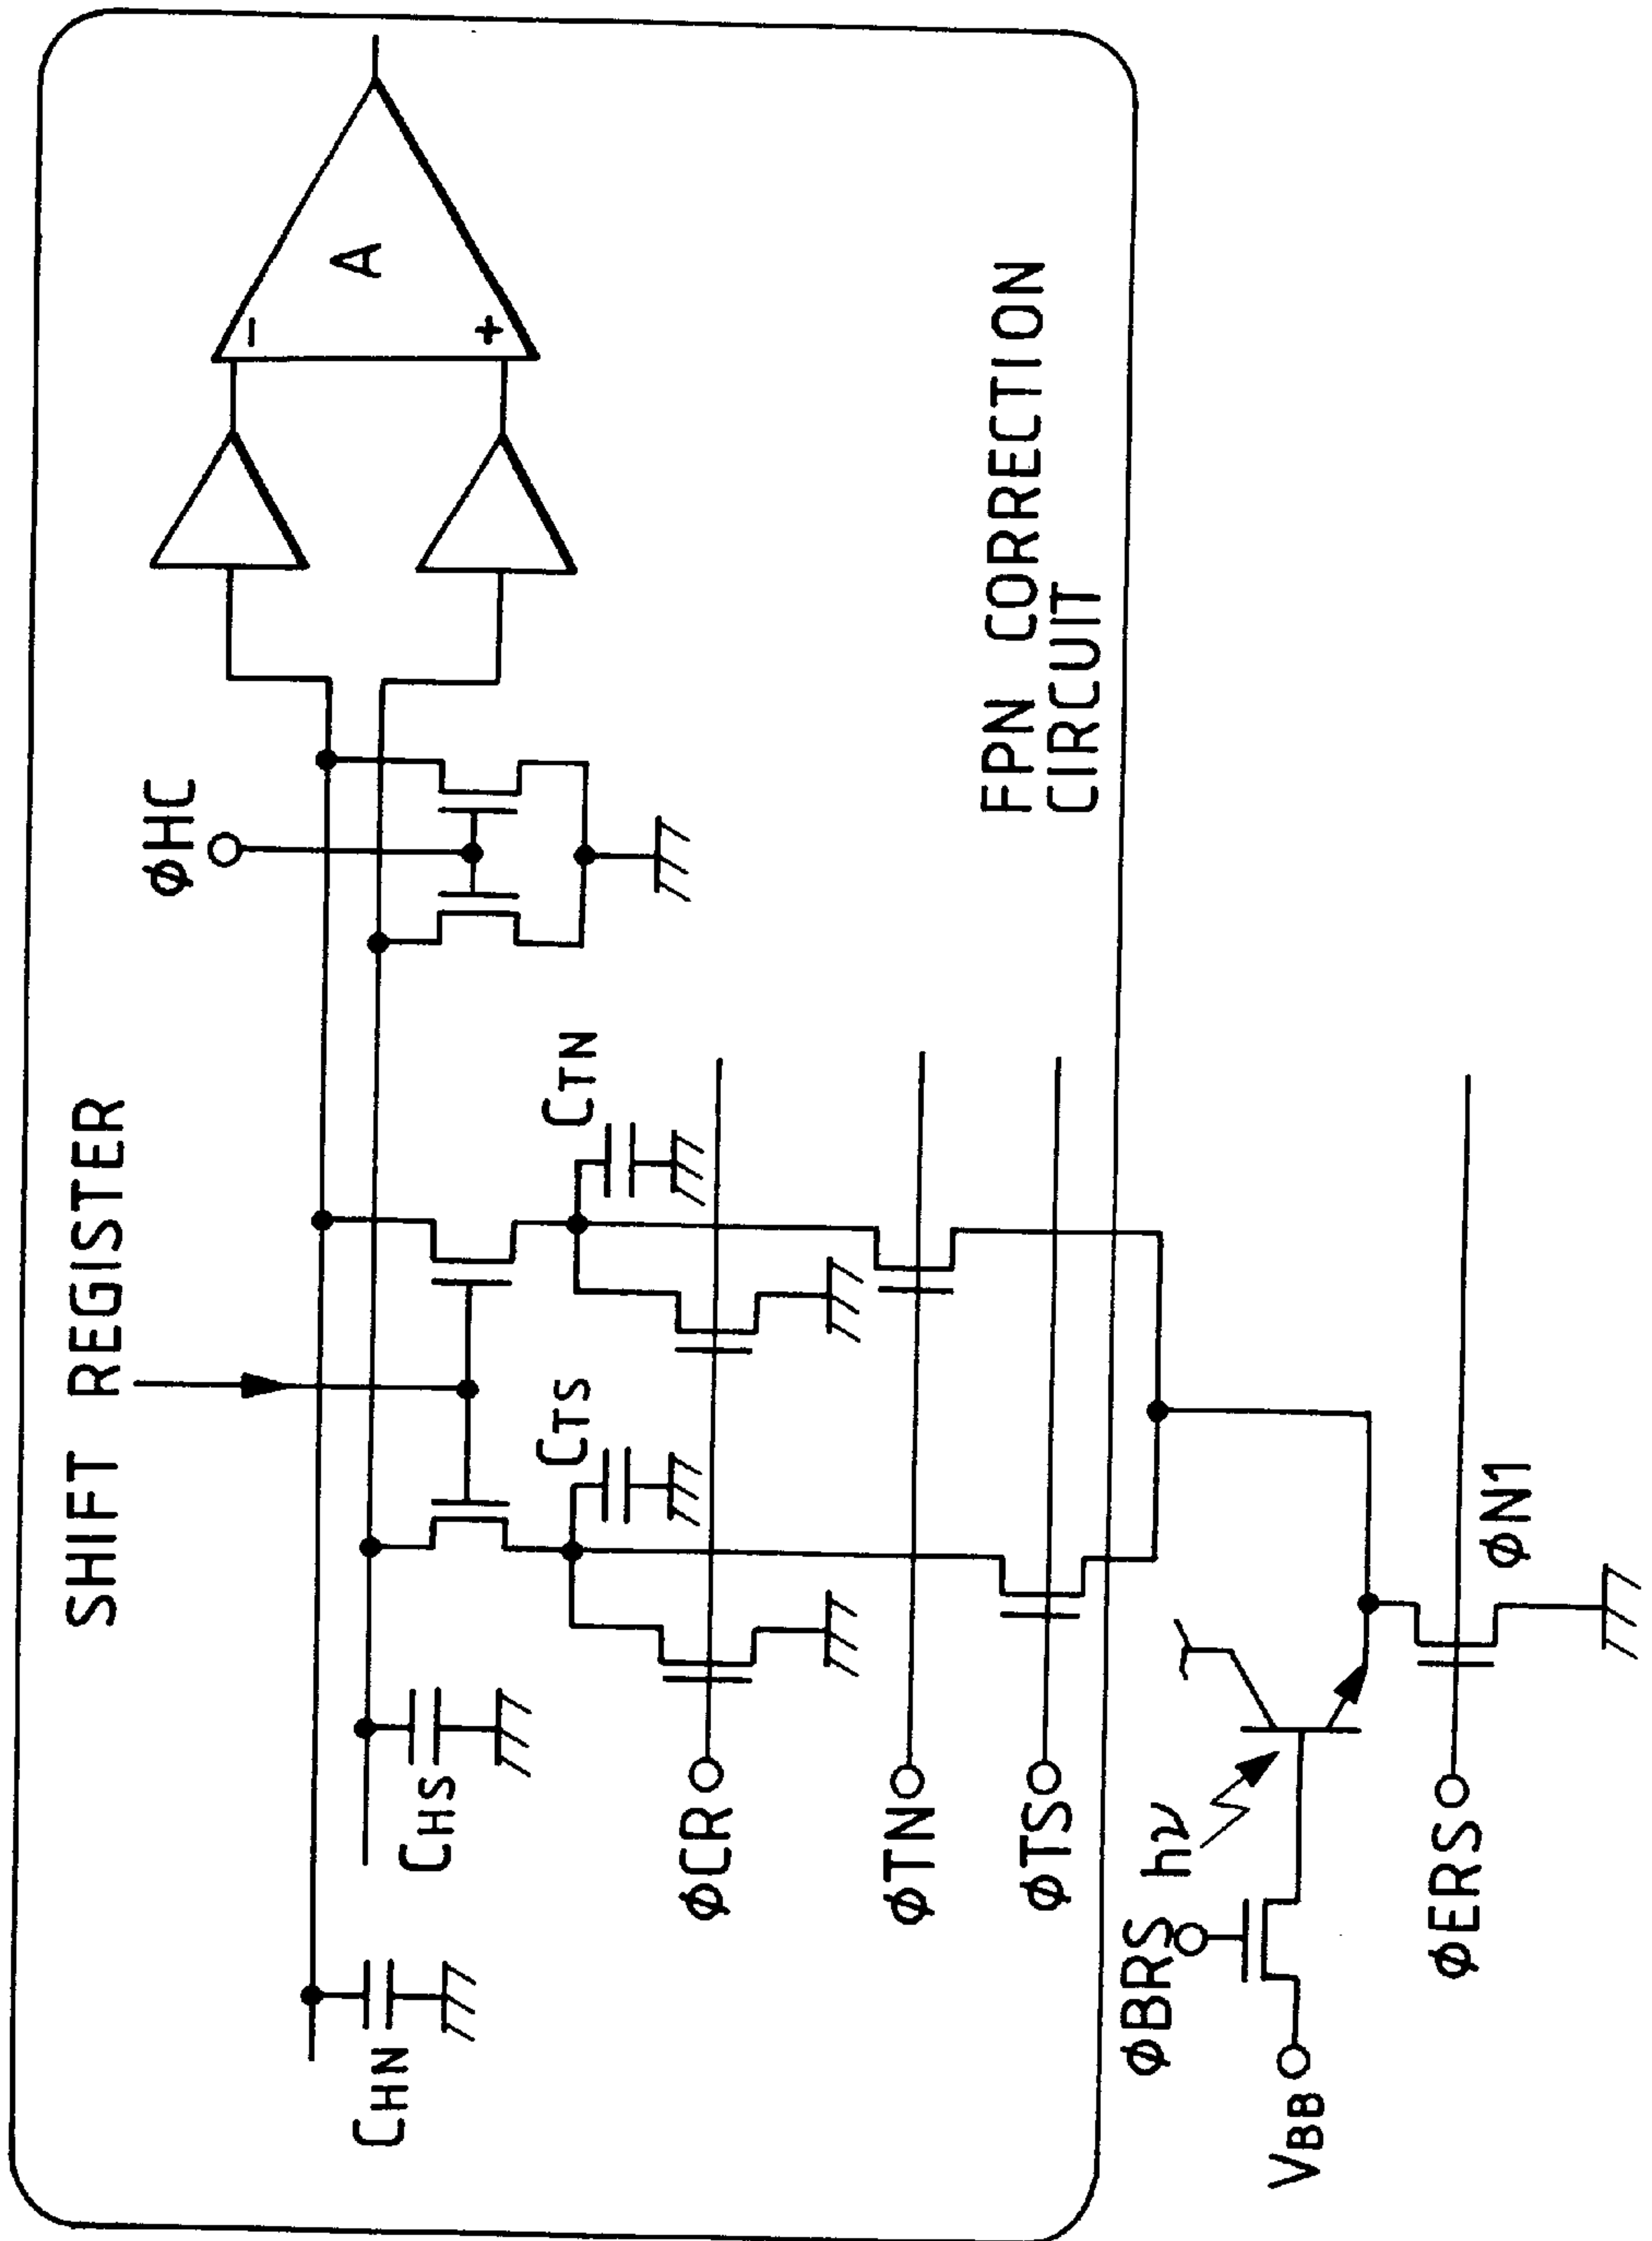 SHIFT REGISTER
φHC
A
−
+
CHN
CHS
CTS
CTN
φCR
φTN
φTS
FPN CORRECTION
CIRCUIT
φBRS
hν
VBB
φERS
φN1